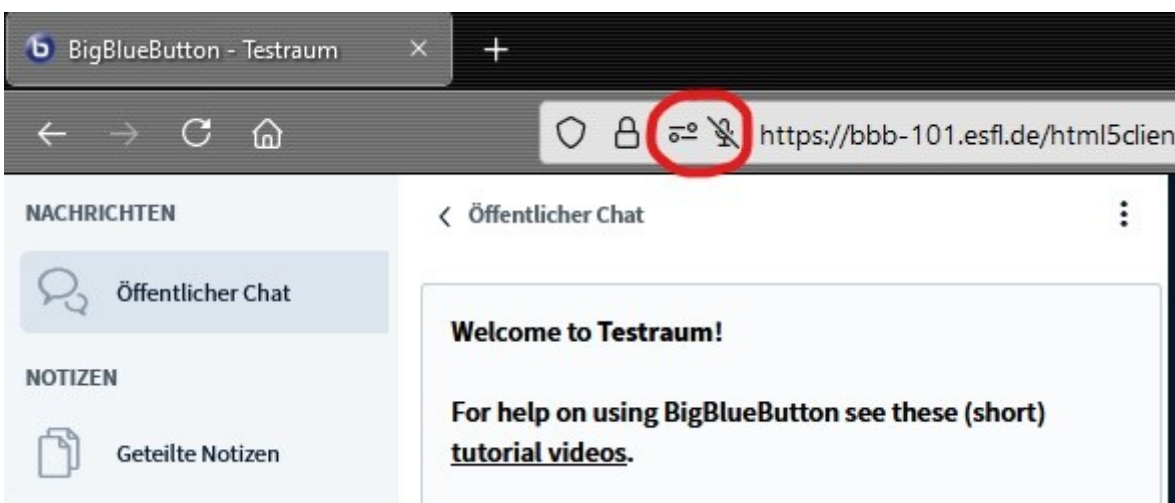 BigBlueButton - Testraum
https://bbb-101.esfl.de/html5clien
NACHRICHTEN
Öffentlicher Chat
NOTIZEN
Geteilte Notizen
Öffentlicher Chat
Welcome to Testraum!
For help on using BigBlueButton see these (short)
tutorial videos.